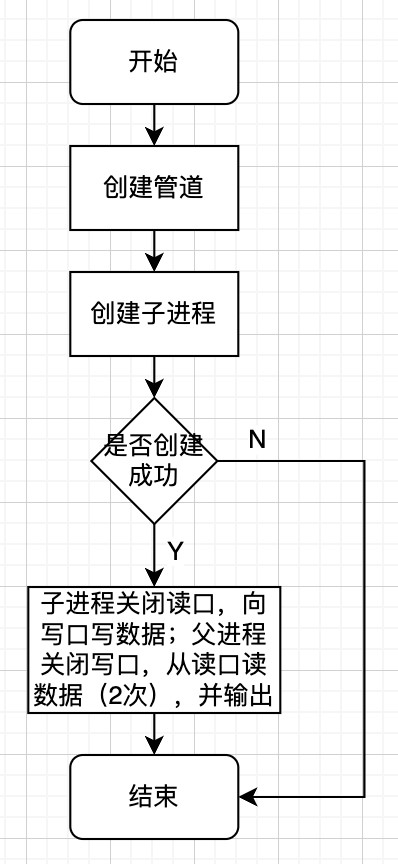 开始
创建管道
创建子进程
是否创建
成功
N
Y
子进程关闭读口，向
写口写数据；父进程
关闭写口，从读口读
数据（2次），并输出
结束